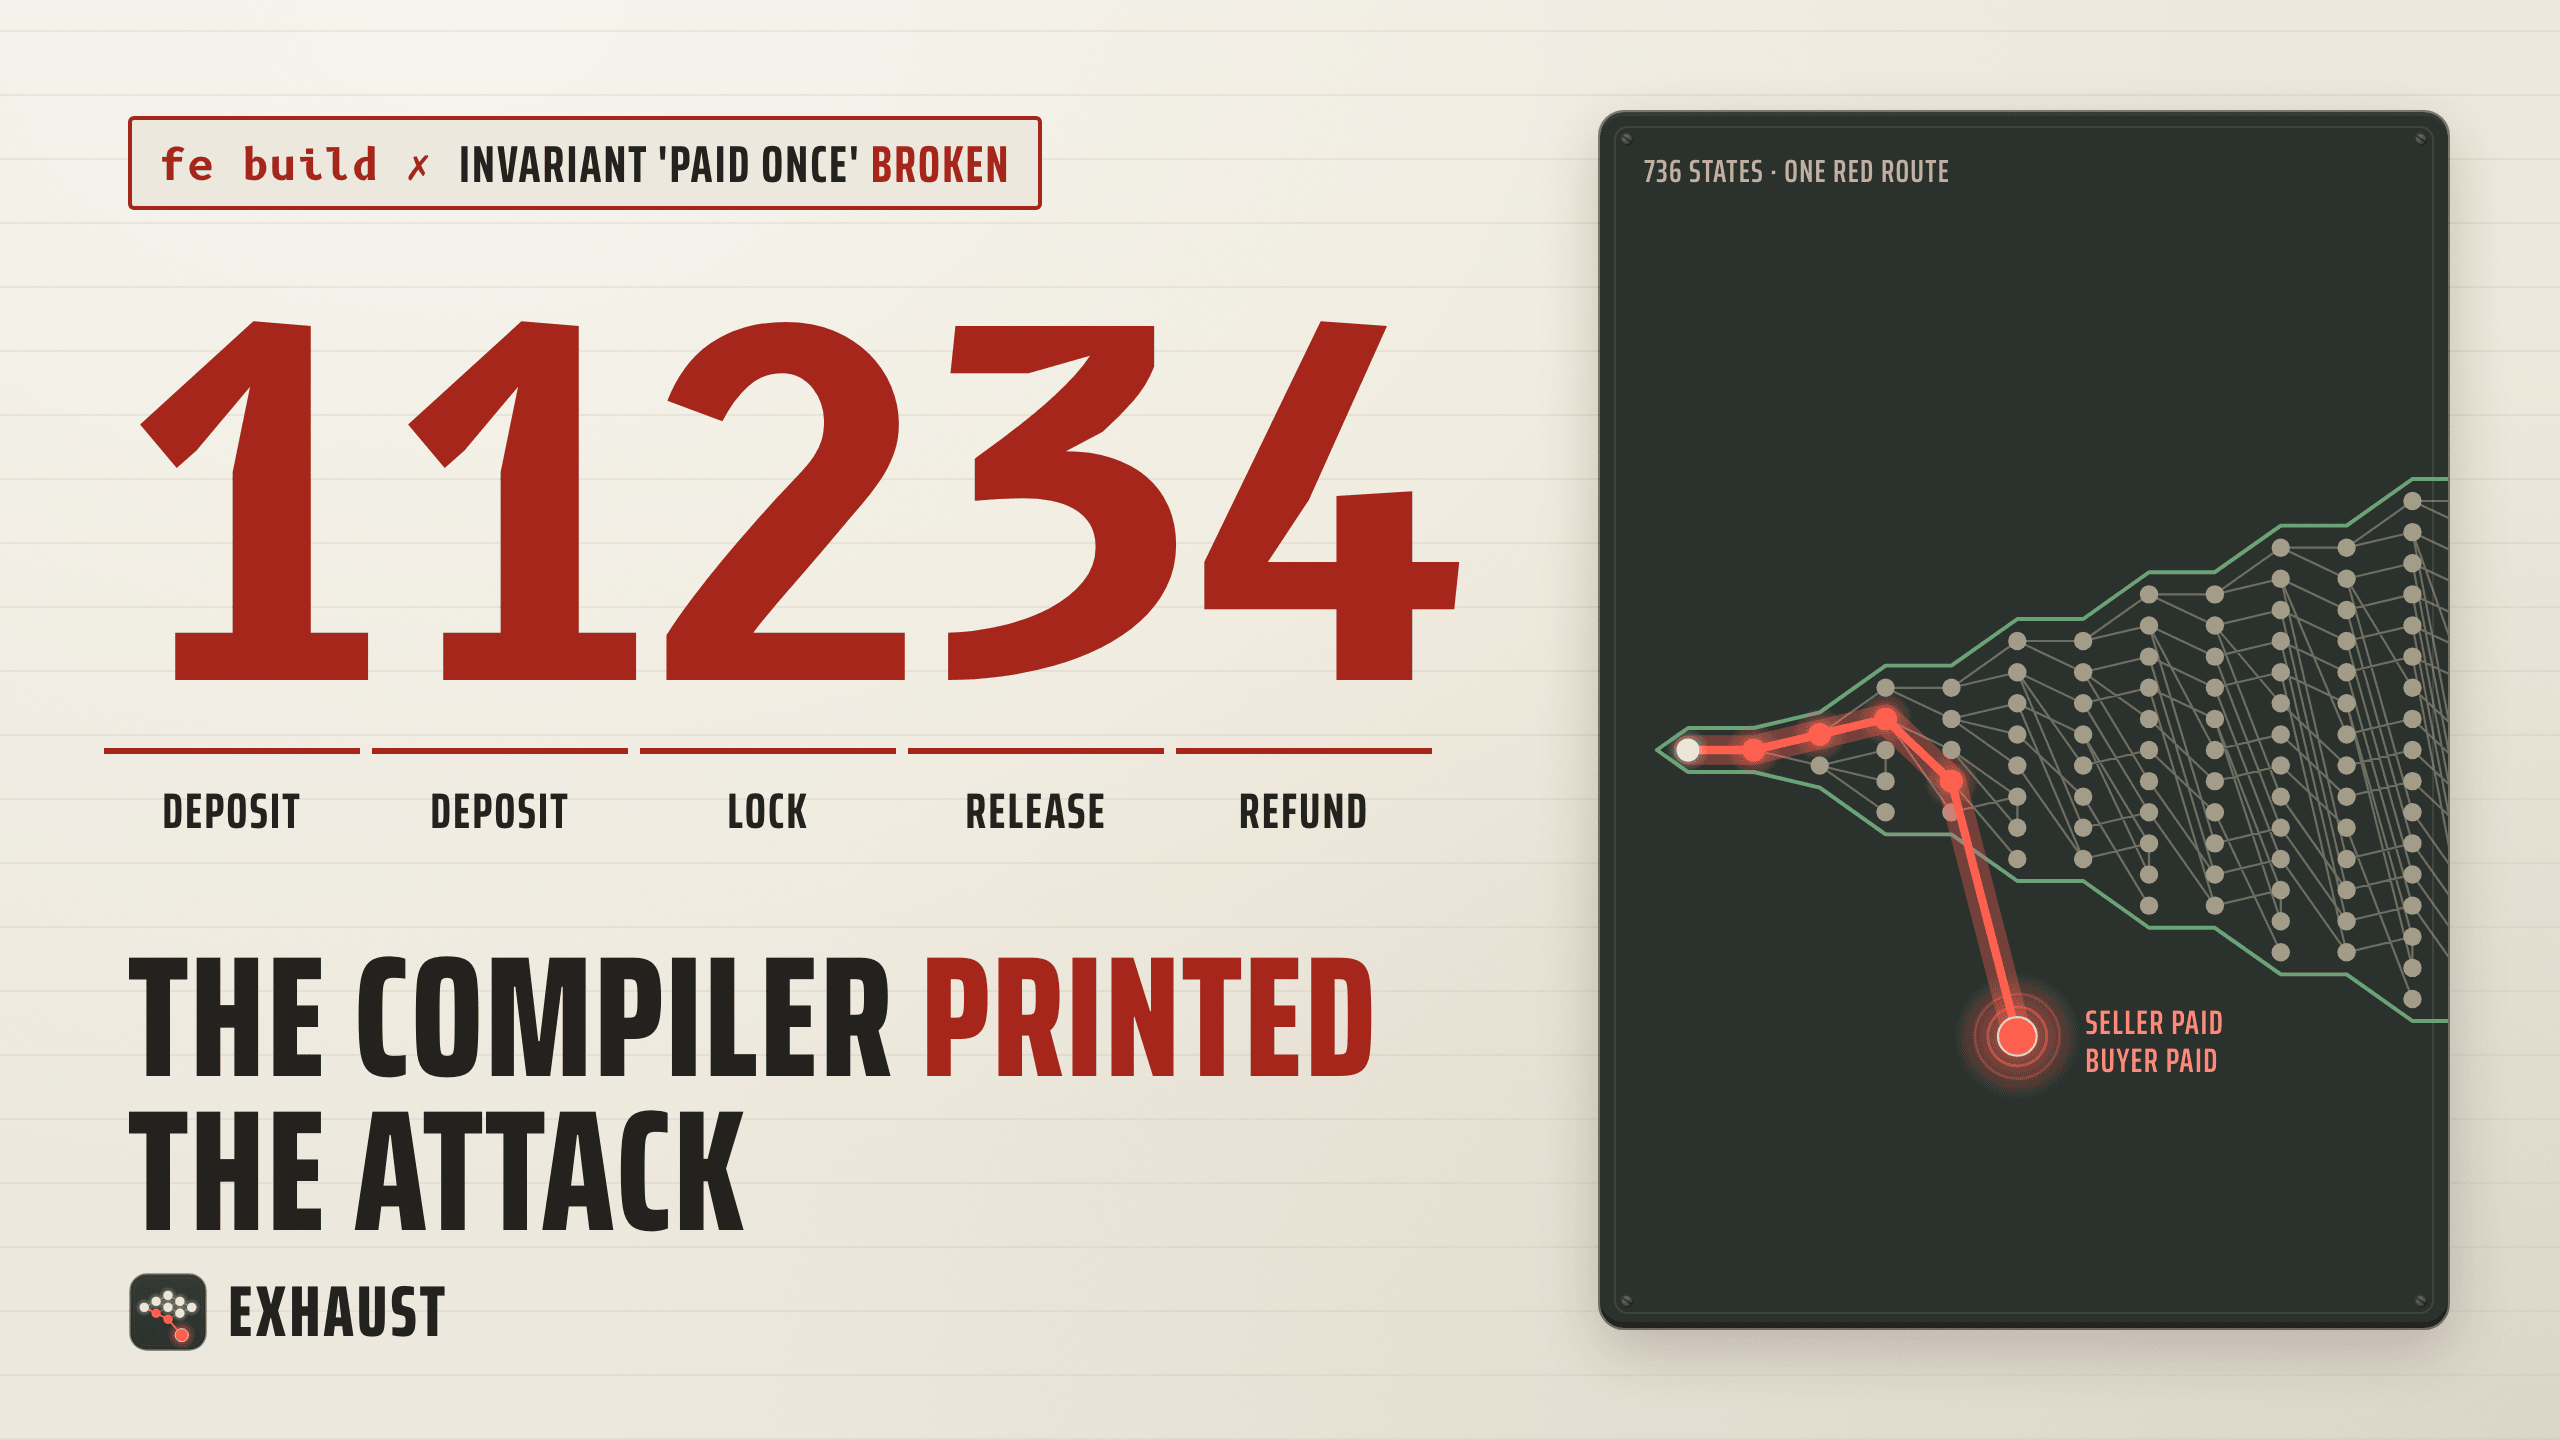 fe build ✗ INVARIANT 'PAID ONCE' BROKEN
11234
DEPOSIT DEPOSIT LOCK RELEASE REFUND
THE COMPILER PRINTED
THE ATTACK
EXHAUST
736 STATES · ONE RED ROUTE
SELLER PAID
BUYER PAID